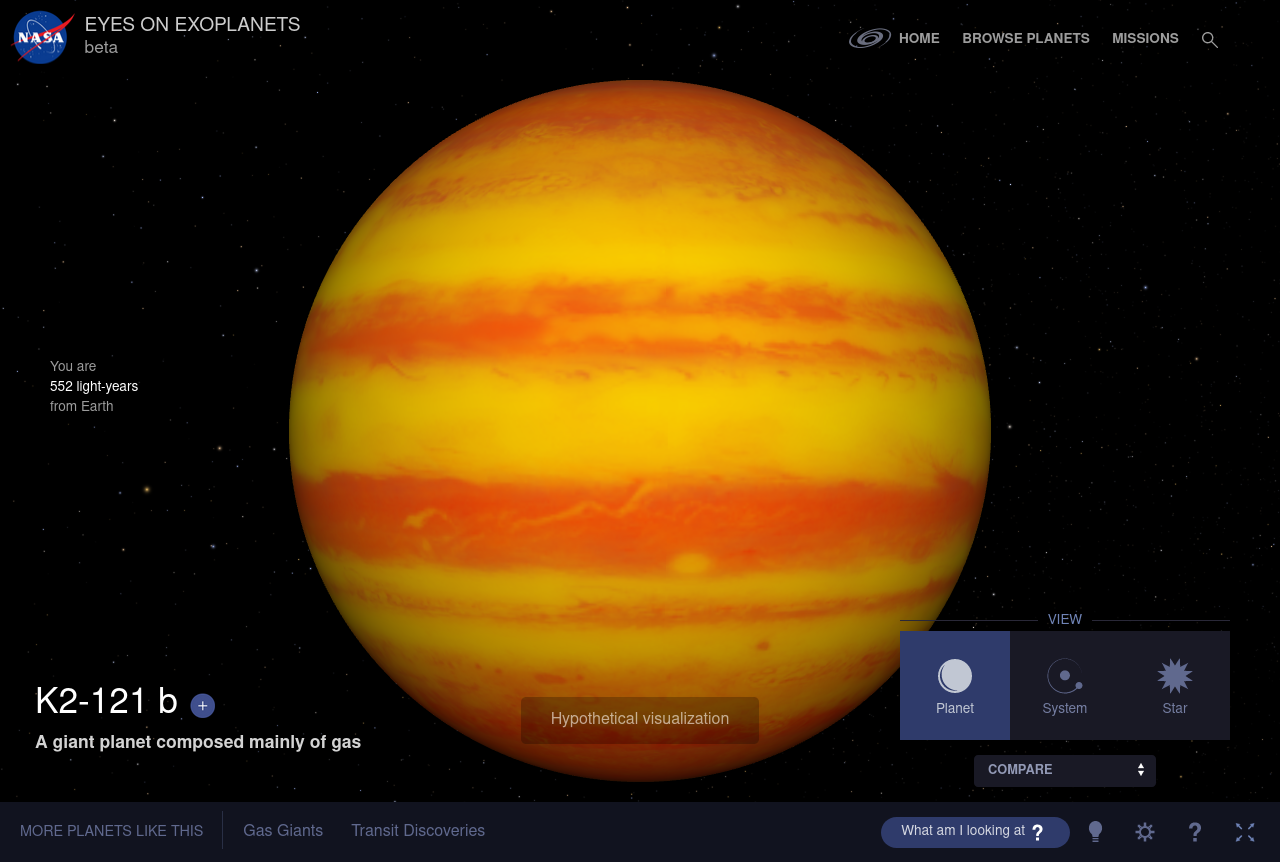 NASA
EYES ON EXOPLANETS
beta
HOME
BROWSE PLANETS
MISSIONS
You are
552 light-years
from Earth
VIEW
Planet
System
Star
K2-121 b +
A giant planet composed mainly of gas
Hypothetical visualization
COMPARE
MORE PLANETS LIKE THIS
Gas Giants
Transit Discoveries
What am I looking at ?
?